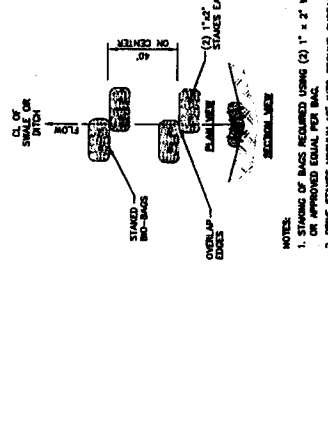 CL OF
SWALE OR
DITCH
FLOW
40'
ON CENTER
STAKED
BIO-BAGS
(2) 1"x2"
STAKES EA
PLAN VIEW
OVERLAP
EDGES
SECTION VIEW
NOTES:
1. STAKING OF BAGS REQUIRED USING (2) 1" x 2"
OR APPROVED EQUAL PER BAG.